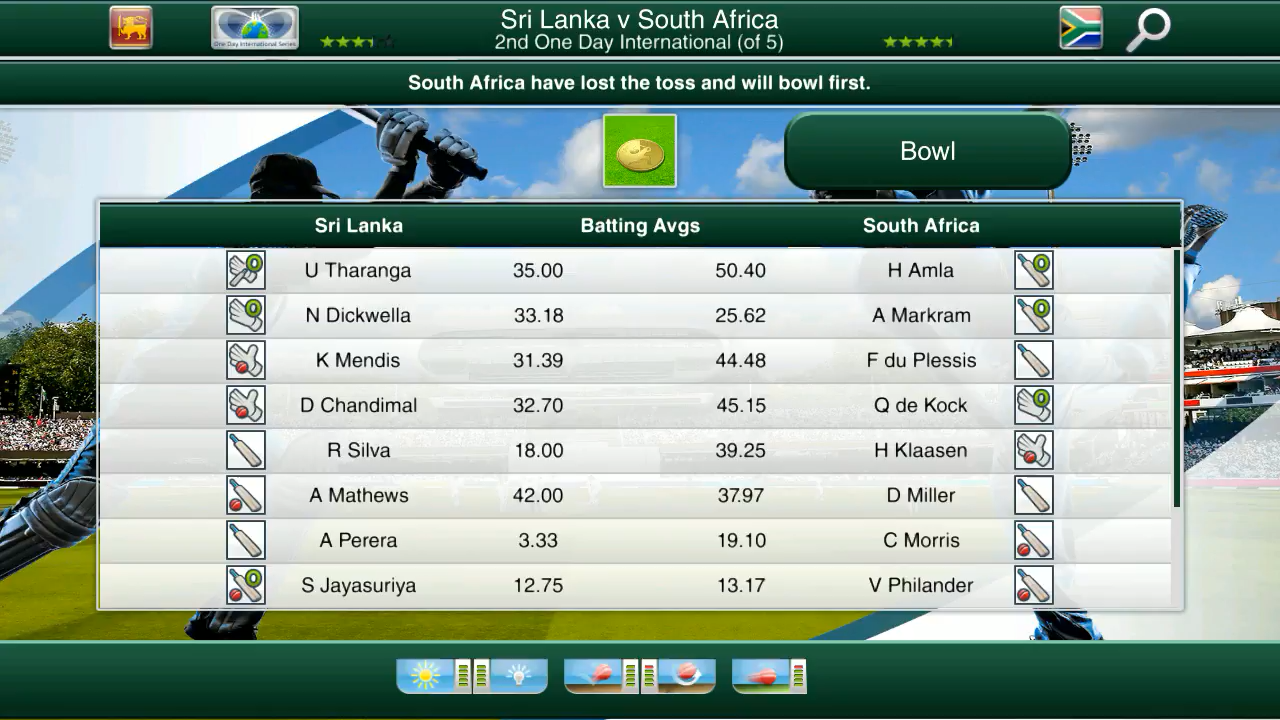 Sri Lanka v South Africa
One Day International Series
2nd One Day International (of 5)
South Africa have lost the toss and will bowl first.
Bowl
Sri Lanka Batting Avgs South Africa
U Tharanga 35.00 50.40 H Amla
N Dickwella 33.18 25.62 A Markram
K Mendis 31.39 44.48 F du Plessis
D Chandimal 32.70 45.15 Q de Kock
R Silva 18.00 39.25 H Klaasen
A Mathews 42.00 37.97 D Miller
A Perera 3.33 19.10 C Morris
S Jayasuriya 12.75 13.17 V Philander